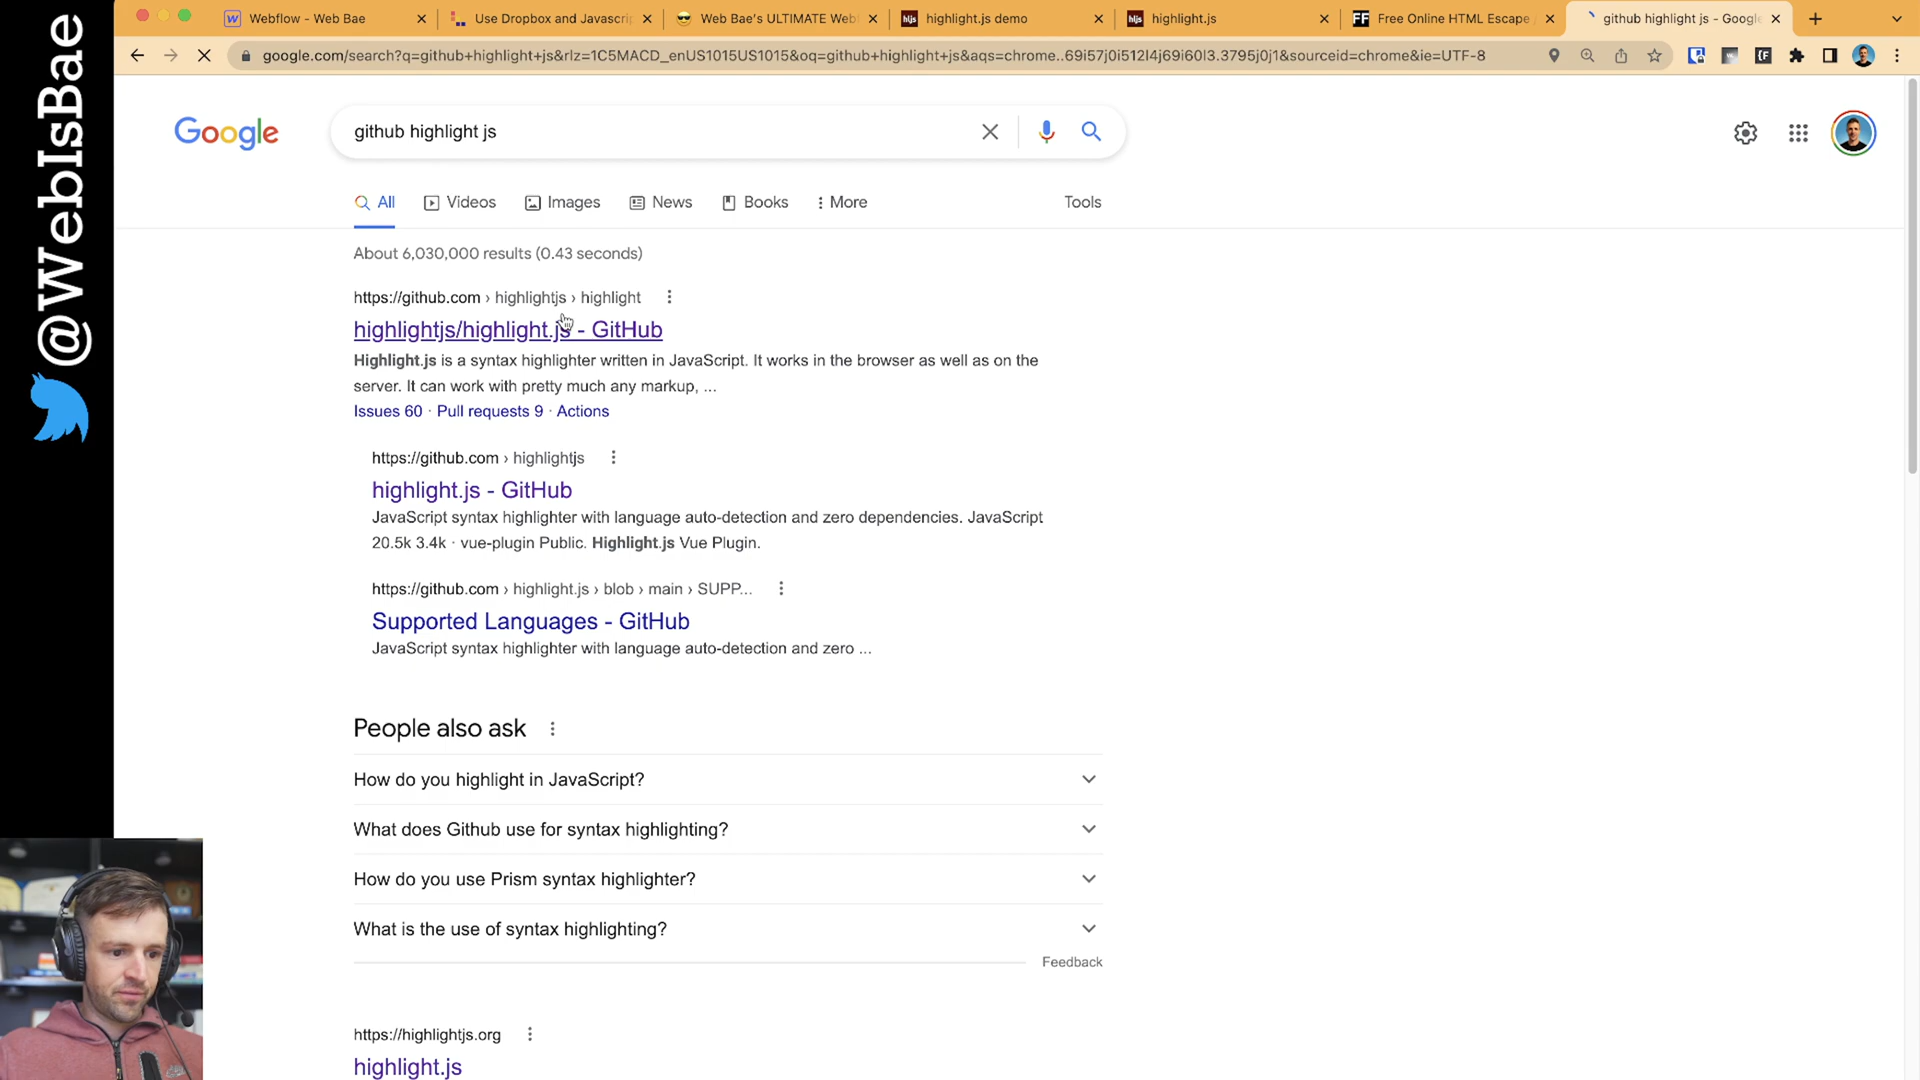 @WebIsBae
Webflow - Web Bae
Use Dropbox and Javascrip
Web Bae's ULTIMATE Web
highlight.js demo
highlight.js
Free Online HTML Escape
github highlight js - Google
google.com/search?q=github+highlight+js&rlz=1C5MACD_enUS1015US1015&oq=github+highlight+js&aqs=chrome..69i57j0i512l4j69i60l3.3795j0j1&sourceid=chrome&ie=UTF-8
Google
github highlight js
All
Videos
Images
News
Books
More
Tools
About 6,030,000 results (0.43 seconds)
https://github.com › highlightjs › highlight
highlightjs/highlight.js - GitHub
Highlight.js is a syntax highlighter written in JavaScript. It works in the browser as well as on the
server. It can work with pretty much any markup, ...
Issues 60 · Pull requests 9 · Actions
https://github.com › highlightjs
highlight.js - GitHub
JavaScript syntax highlighter with language auto-detection and zero dependencies. JavaScript
20.5k 3.4k · vue-plugin Public. Highlight.js Vue Plugin.
https://github.com › highlight.js › blob › main › SUPP...
Supported Languages - GitHub
JavaScript syntax highlighter with language auto-detection and zero ...
People also ask
How do you highlight in JavaScript?
What does Github use for syntax highlighting?
How do you use Prism syntax highlighter?
What is the use of syntax highlighting?
Feedback
https://highlightjs.org
highlight.js